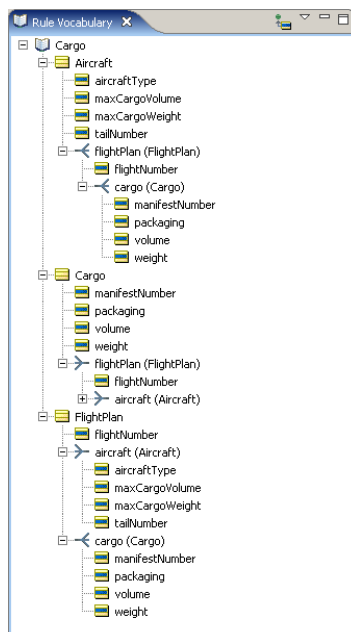 Rule Vocabulary
Cargo
Aircraft
aircraftType
maxCargoVolume
maxCargoWeight
tailNumber
flightPlan (FlightPlan)
flightNumber
cargo (Cargo)
manifestNumber
packaging
volume
weight
Cargo
manifestNumber
packaging
volume
weight
flightPlan (FlightPlan)
flightNumber
aircraft (Aircraft)
FlightPlan
flightNumber
aircraft (Aircraft)
aircraftType
maxCargoVolume
maxCargoWeight
tailNumber
cargo (Cargo)
manifestNumber
packaging
volume
weight